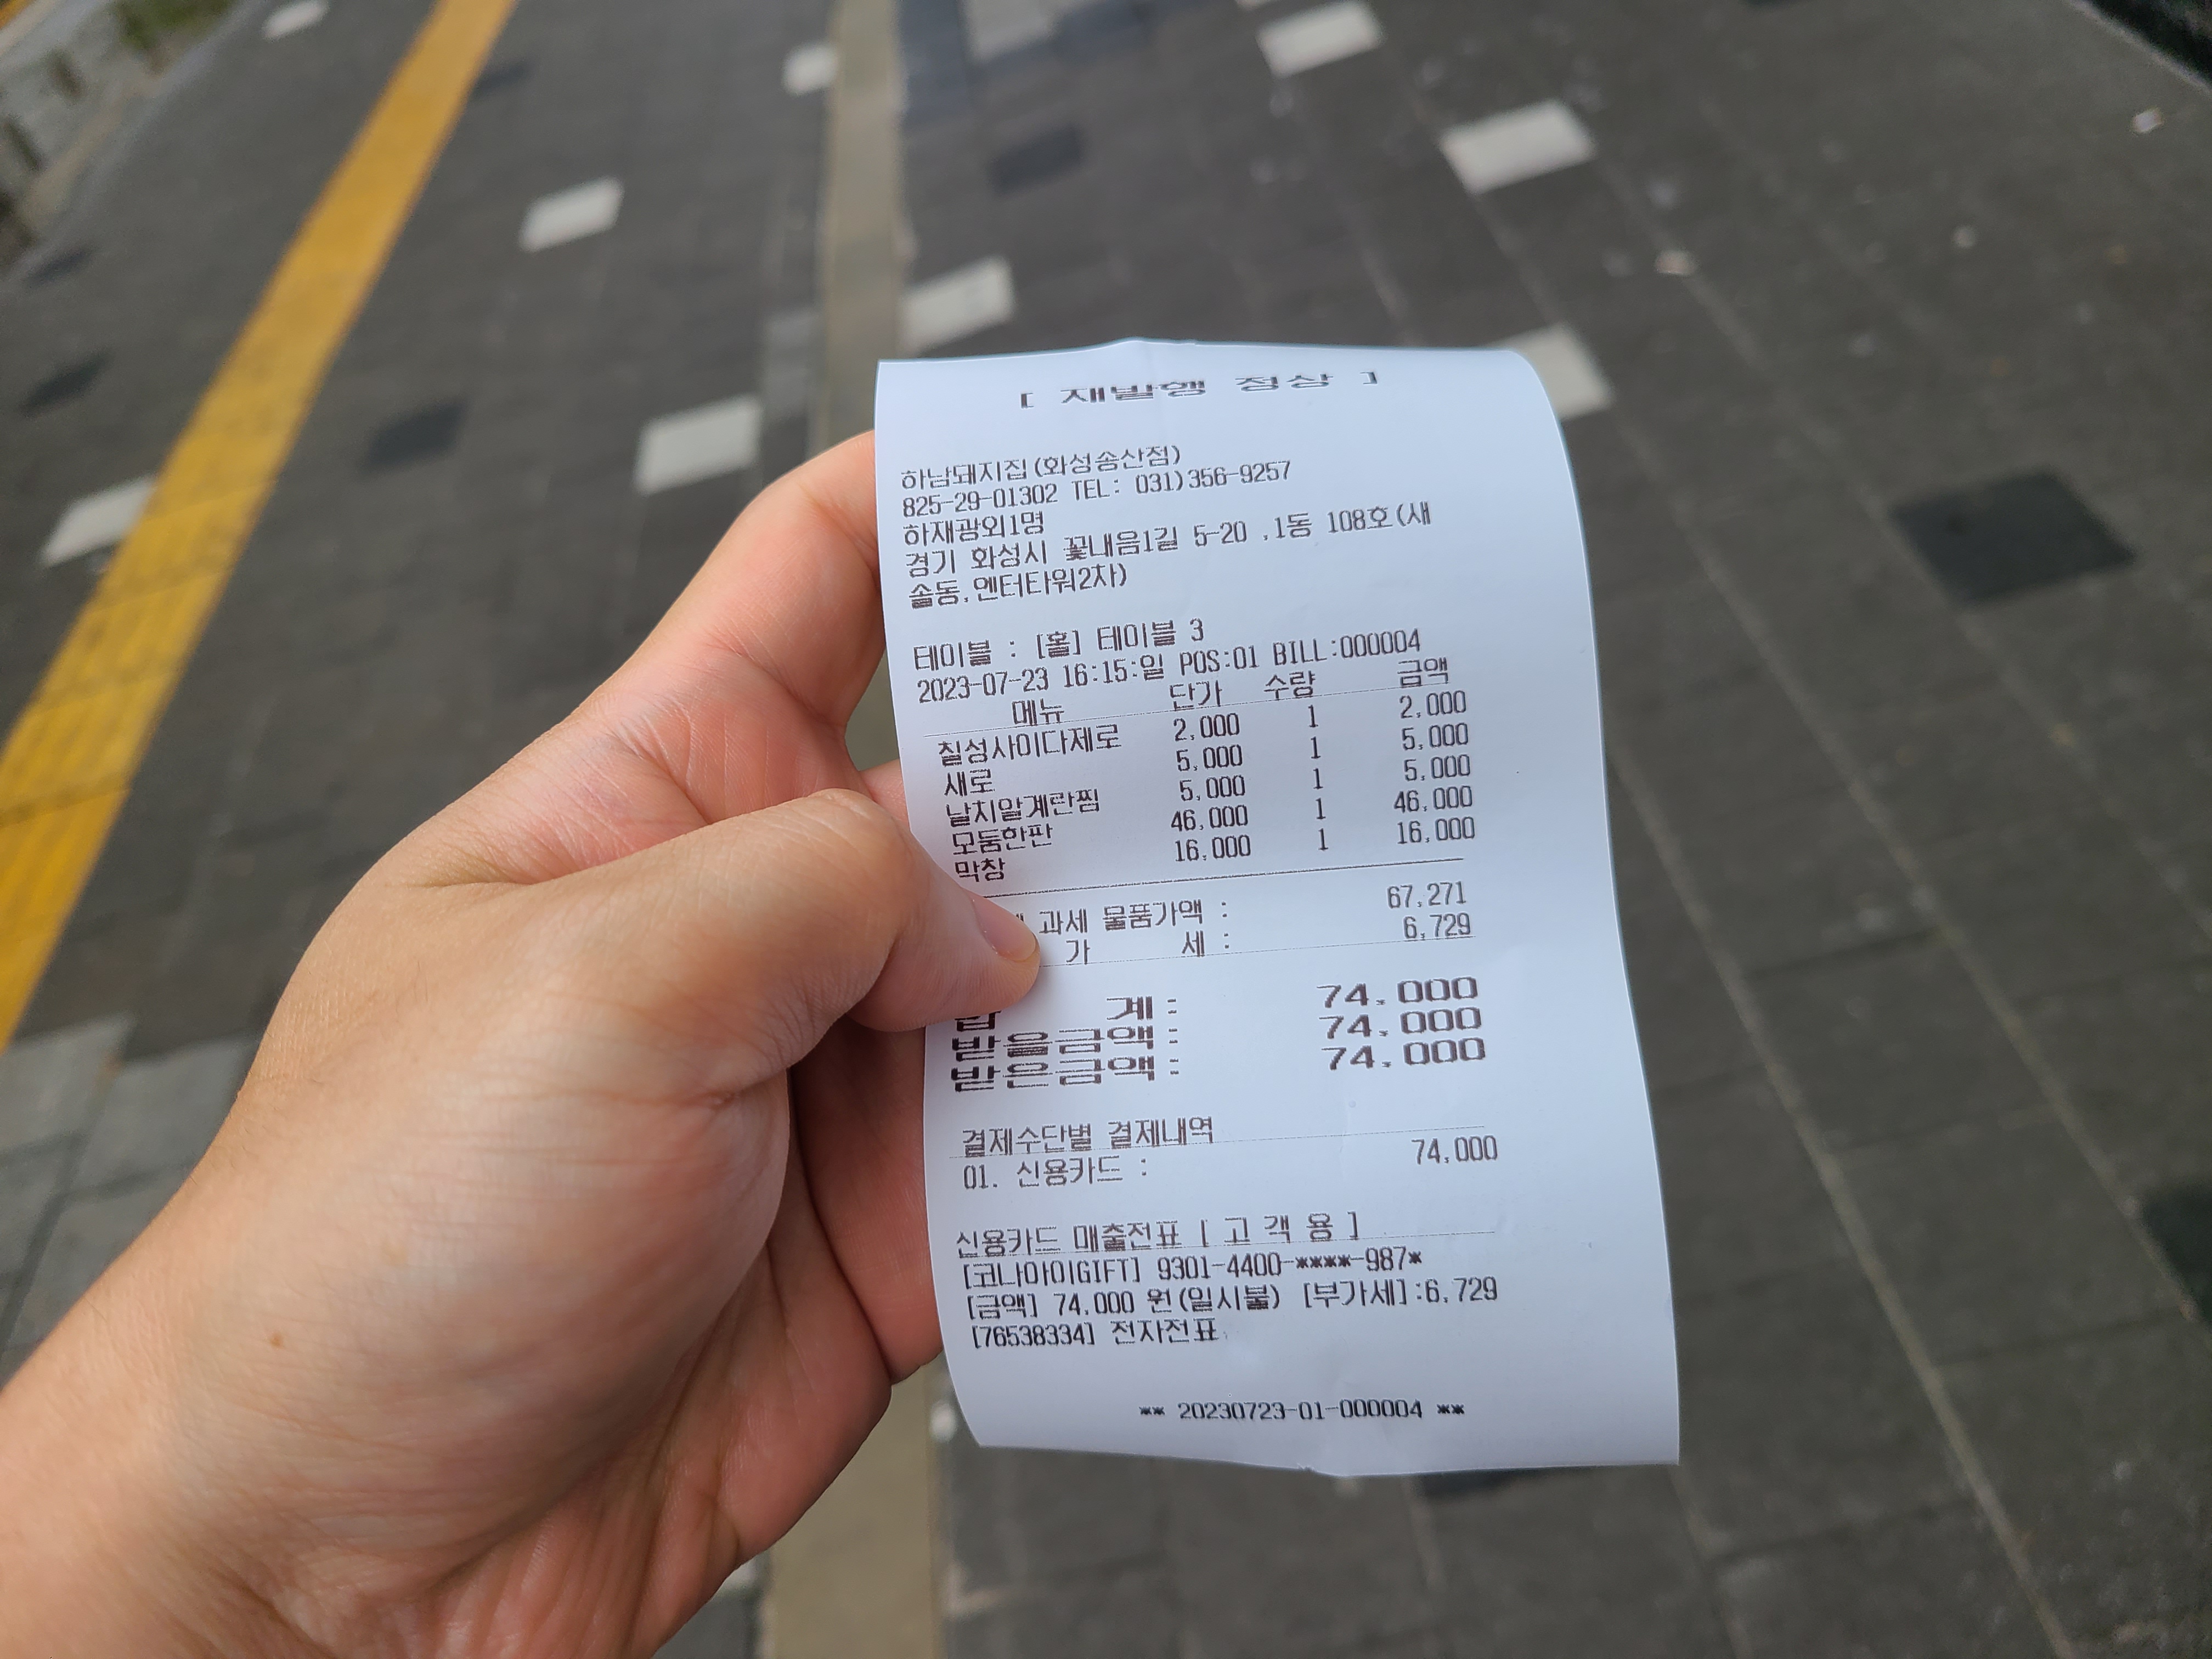 [ 재발행 정상 ]
하남돼지집(화성송산점)
825-29-01302 TEL: 031)356-9257
하재광외1명
경기 화성시 꽃내음1길 5-20 ,1동 108호(새
솔동,엔터타워2차)
테이블 : [홀] 테이블 3
2023-07-23 16:15:일 POS:01 BILL:000004
메뉴 단가 수량 금액
칠성사이다제로 2,000 1 2,000
새로 5,000 1 5,000
날치알계란찜 5,000 1 5,000
모둠한판 46,000 1 46,000
막창 16,000 1 16,000
과세 물품가액 : 67,271
가 세 : 6,729
합 계 : 74,000
받을금액 : 74,000
받은금액 : 74,000
결제수단별 결제내역
01. 신용카드 : 74,000
신용카드 매출전표 [ 고 객 용 ]
[코나아이GIFT] 9301-4400-****-987*
[금액] 74,000 원(일시불) [부가세]:6,729
[76538334] 전자전표
** 20230723-01-000004 **